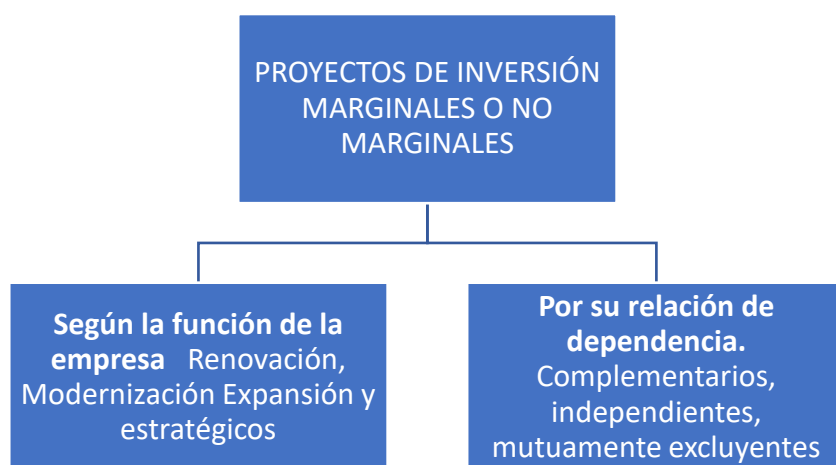 PROYECTOS DE INVERSIÓN
MARGINALES O NO
MARGINALES
Según la función de la
empresa Renovación,
Modernización Expansión y
estratégicos
Por su relación de
dependencia.
Complementarios,
independientes,
mutuamente excluyentes